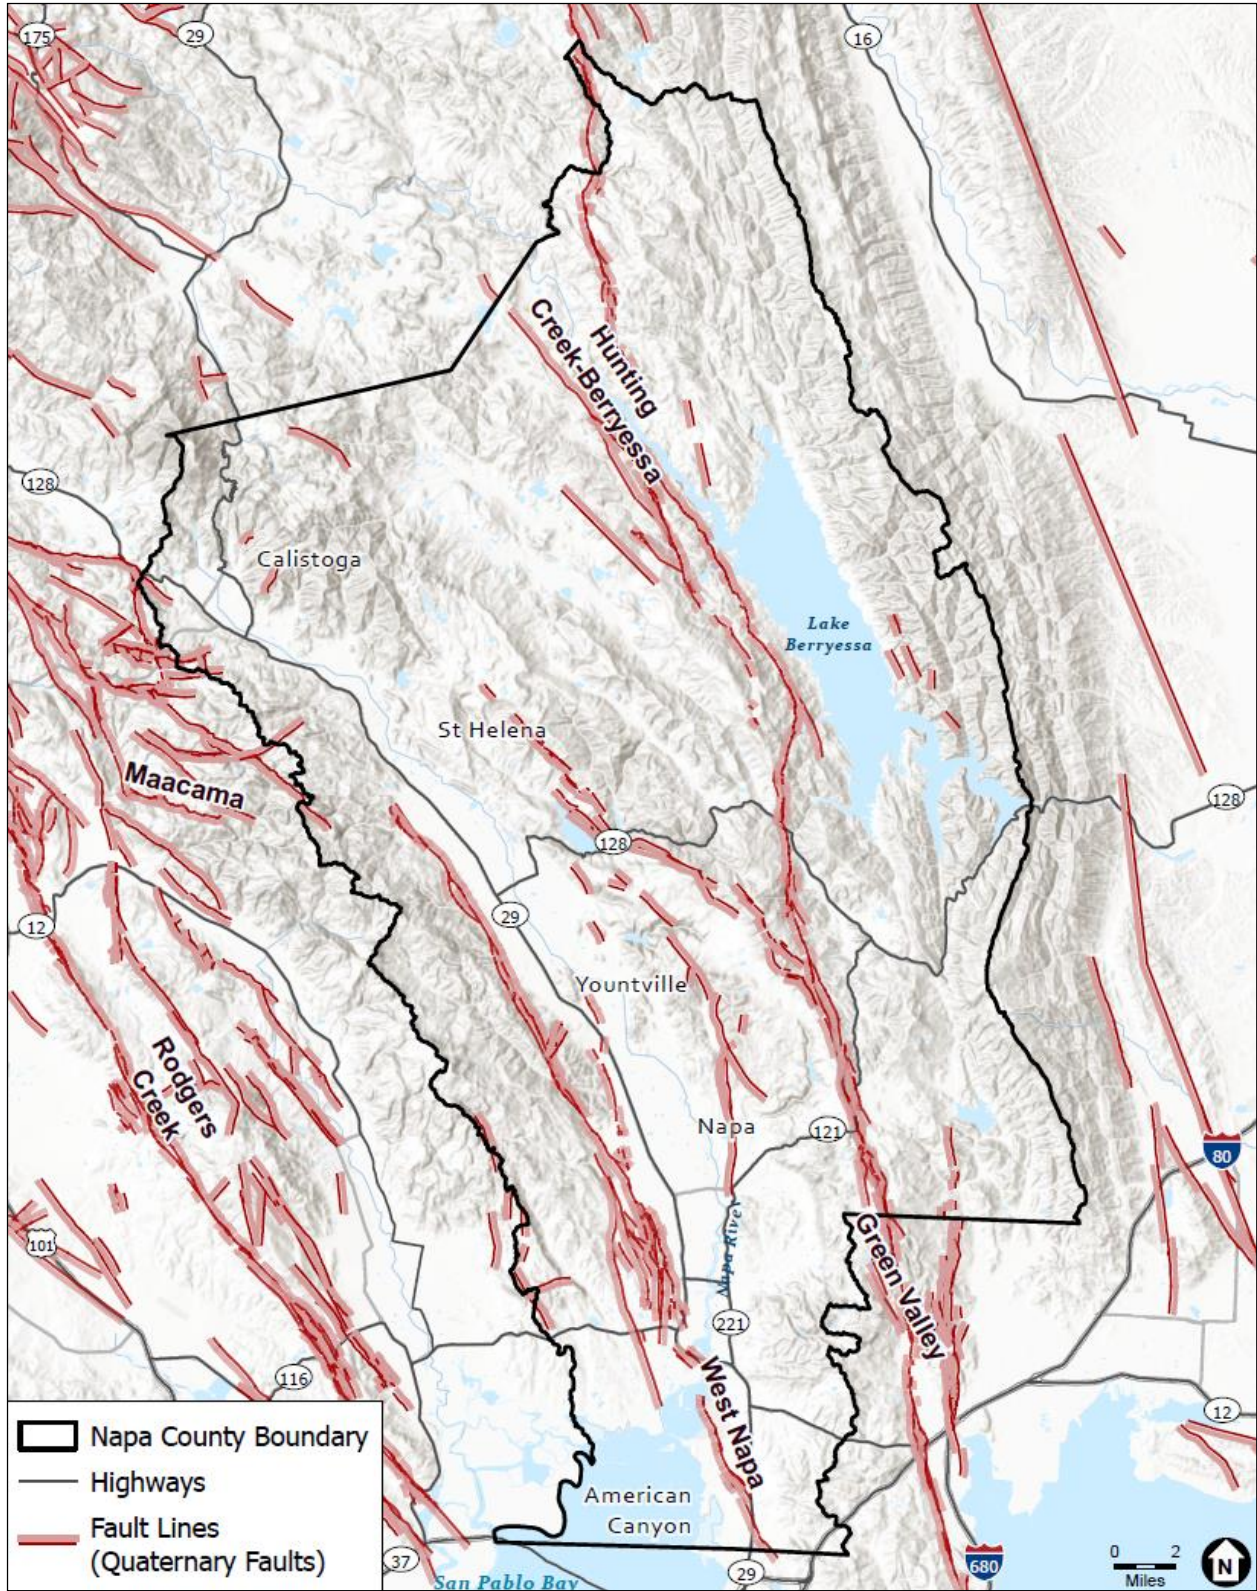 175
29
16
Hunting
Creek-Berryessa
128
Calistoga
Lake
Berryessa
St Helena
Maacama
128
128
29
12
Yountville
Rodgers
Creek
Napa
121
80
Napa River
Green Valley
101
221
West Napa
116
12
American
Canyon
37
29
680
San Pablo Bay
Napa County Boundary
Highways
Fault Lines
(Quaternary Faults)
0 2
Miles
N